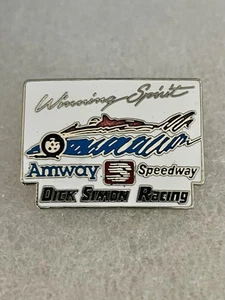 Winning Spirit
Amway Speedway
Dick Simon Racing